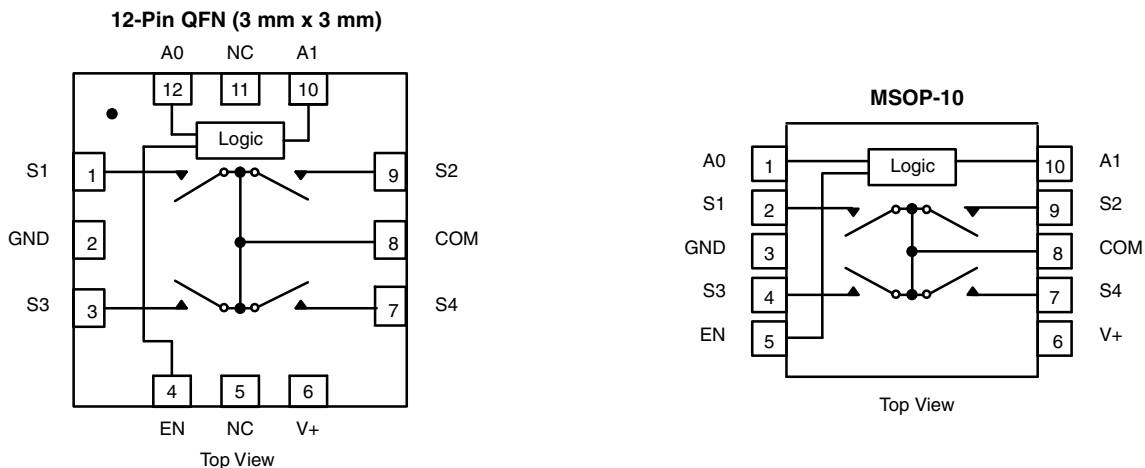 12-Pin QFN (3 mm x 3 mm)
A0 NC A1
12 11 10
Logic
S1 1 9 S2
GND 2 8 COM
S3 3 7 S4
4 5 6
EN NC V+
Top View
MSOP-10
A0 1 Logic 10 A1
S1 2 9 S2
GND 3 8 COM
S3 4 7 S4
EN 5 6 V+
Top View